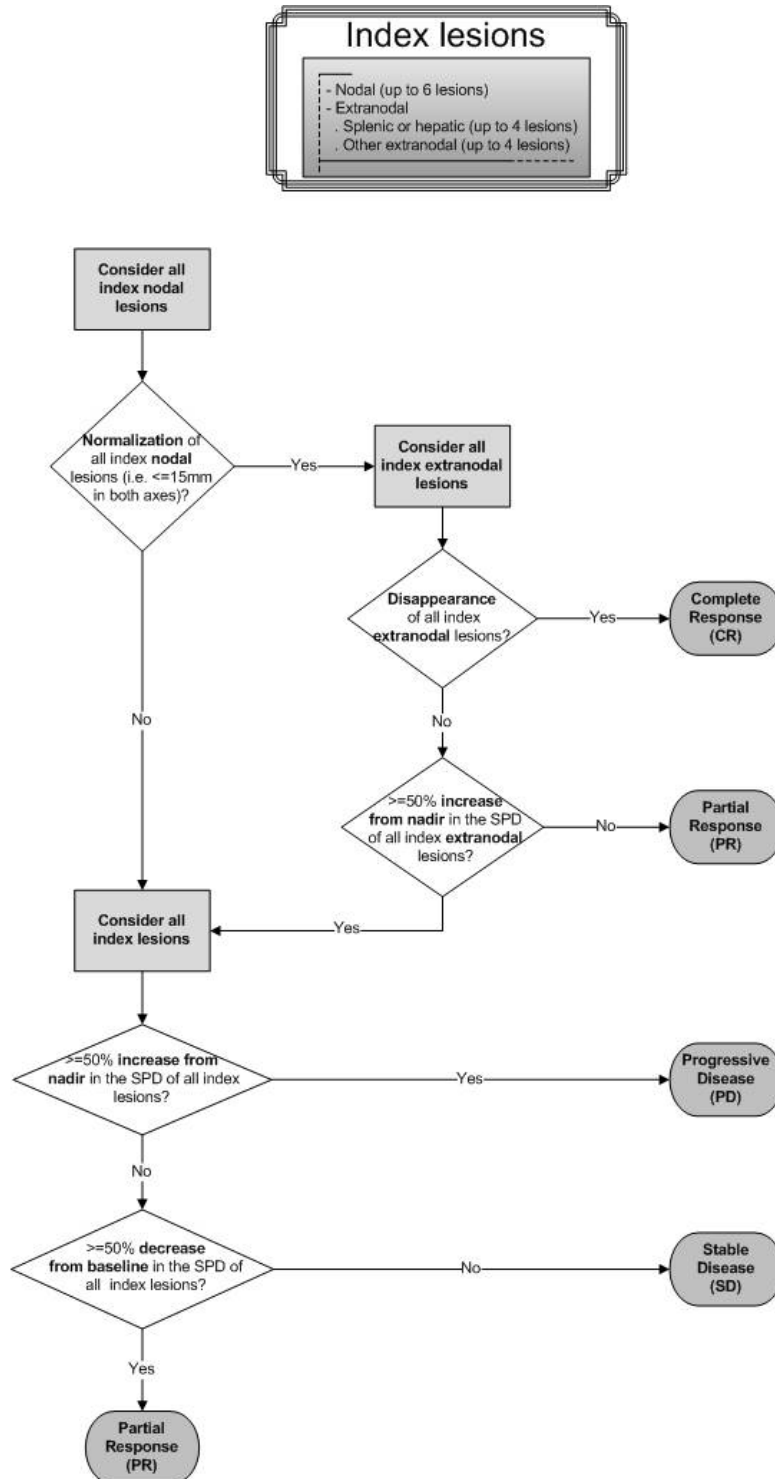 Index lesions
- Nodal (up to 6 lesions)
- Extranodal
. Splenic or hepatic (up to 4 lesions)
. Other extranodal (up to 4 lesions)
Consider all
index nodal
lesions
Normalization of
all index nodal
lesions (i.e. <=15mm
in both axes)?
Yes
Consider all
index extranodal
lesions
Disappearance
of all index
extranodal lesions?
Yes
Complete
Response
(CR)
No
No
>=50% increase
from nadir in the SPD
of all index extranodal
lesions?
No
Partial
Response
(PR)
Yes
Consider all
index lesions
>=50% increase from
nadir in the SPD of all index
lesions?
Yes
Progressive
Disease
(PD)
No
>=50% decrease
from baseline in the SPD of
all index lesions?
No
Stable
Disease
(SD)
Yes
Partial
Response
(PR)